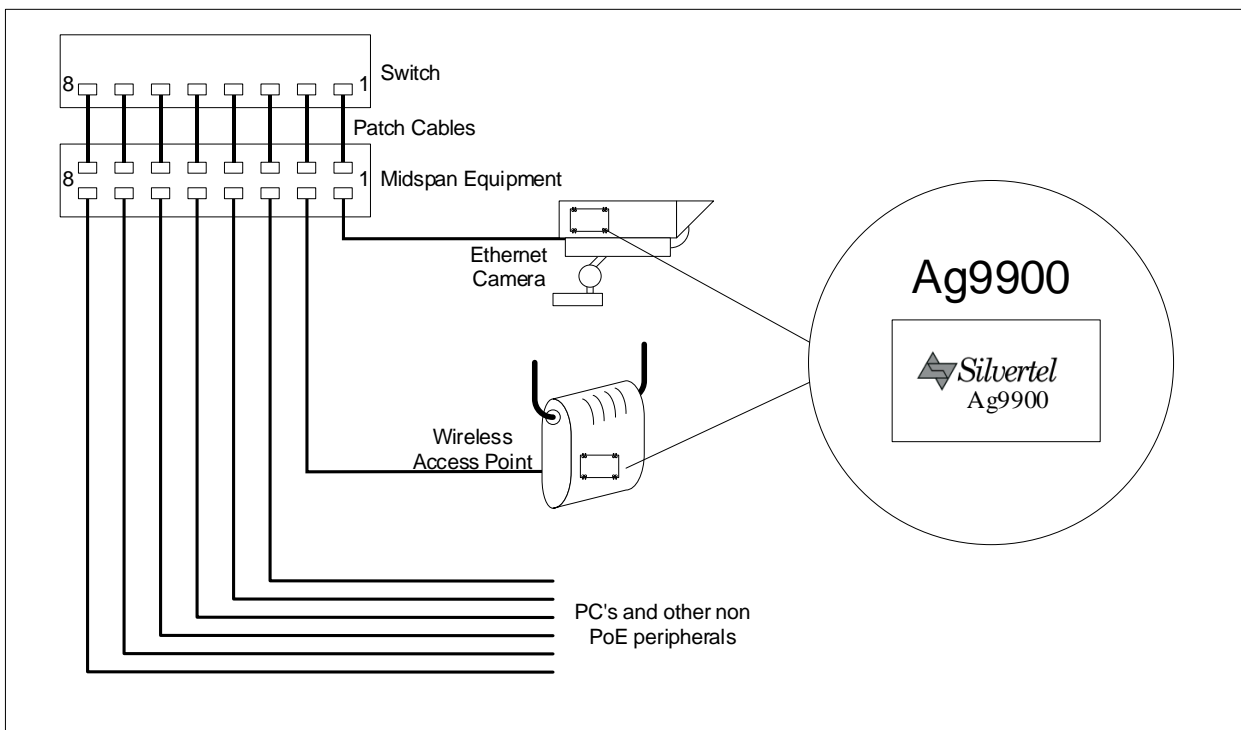 8
1
Switch
Patch Cables
8
1
Midspan Equipment
Ethernet
Camera
Ag9900
Silvertel
Ag9900
Wireless
Access Point
PC's and other non
PoE peripherals